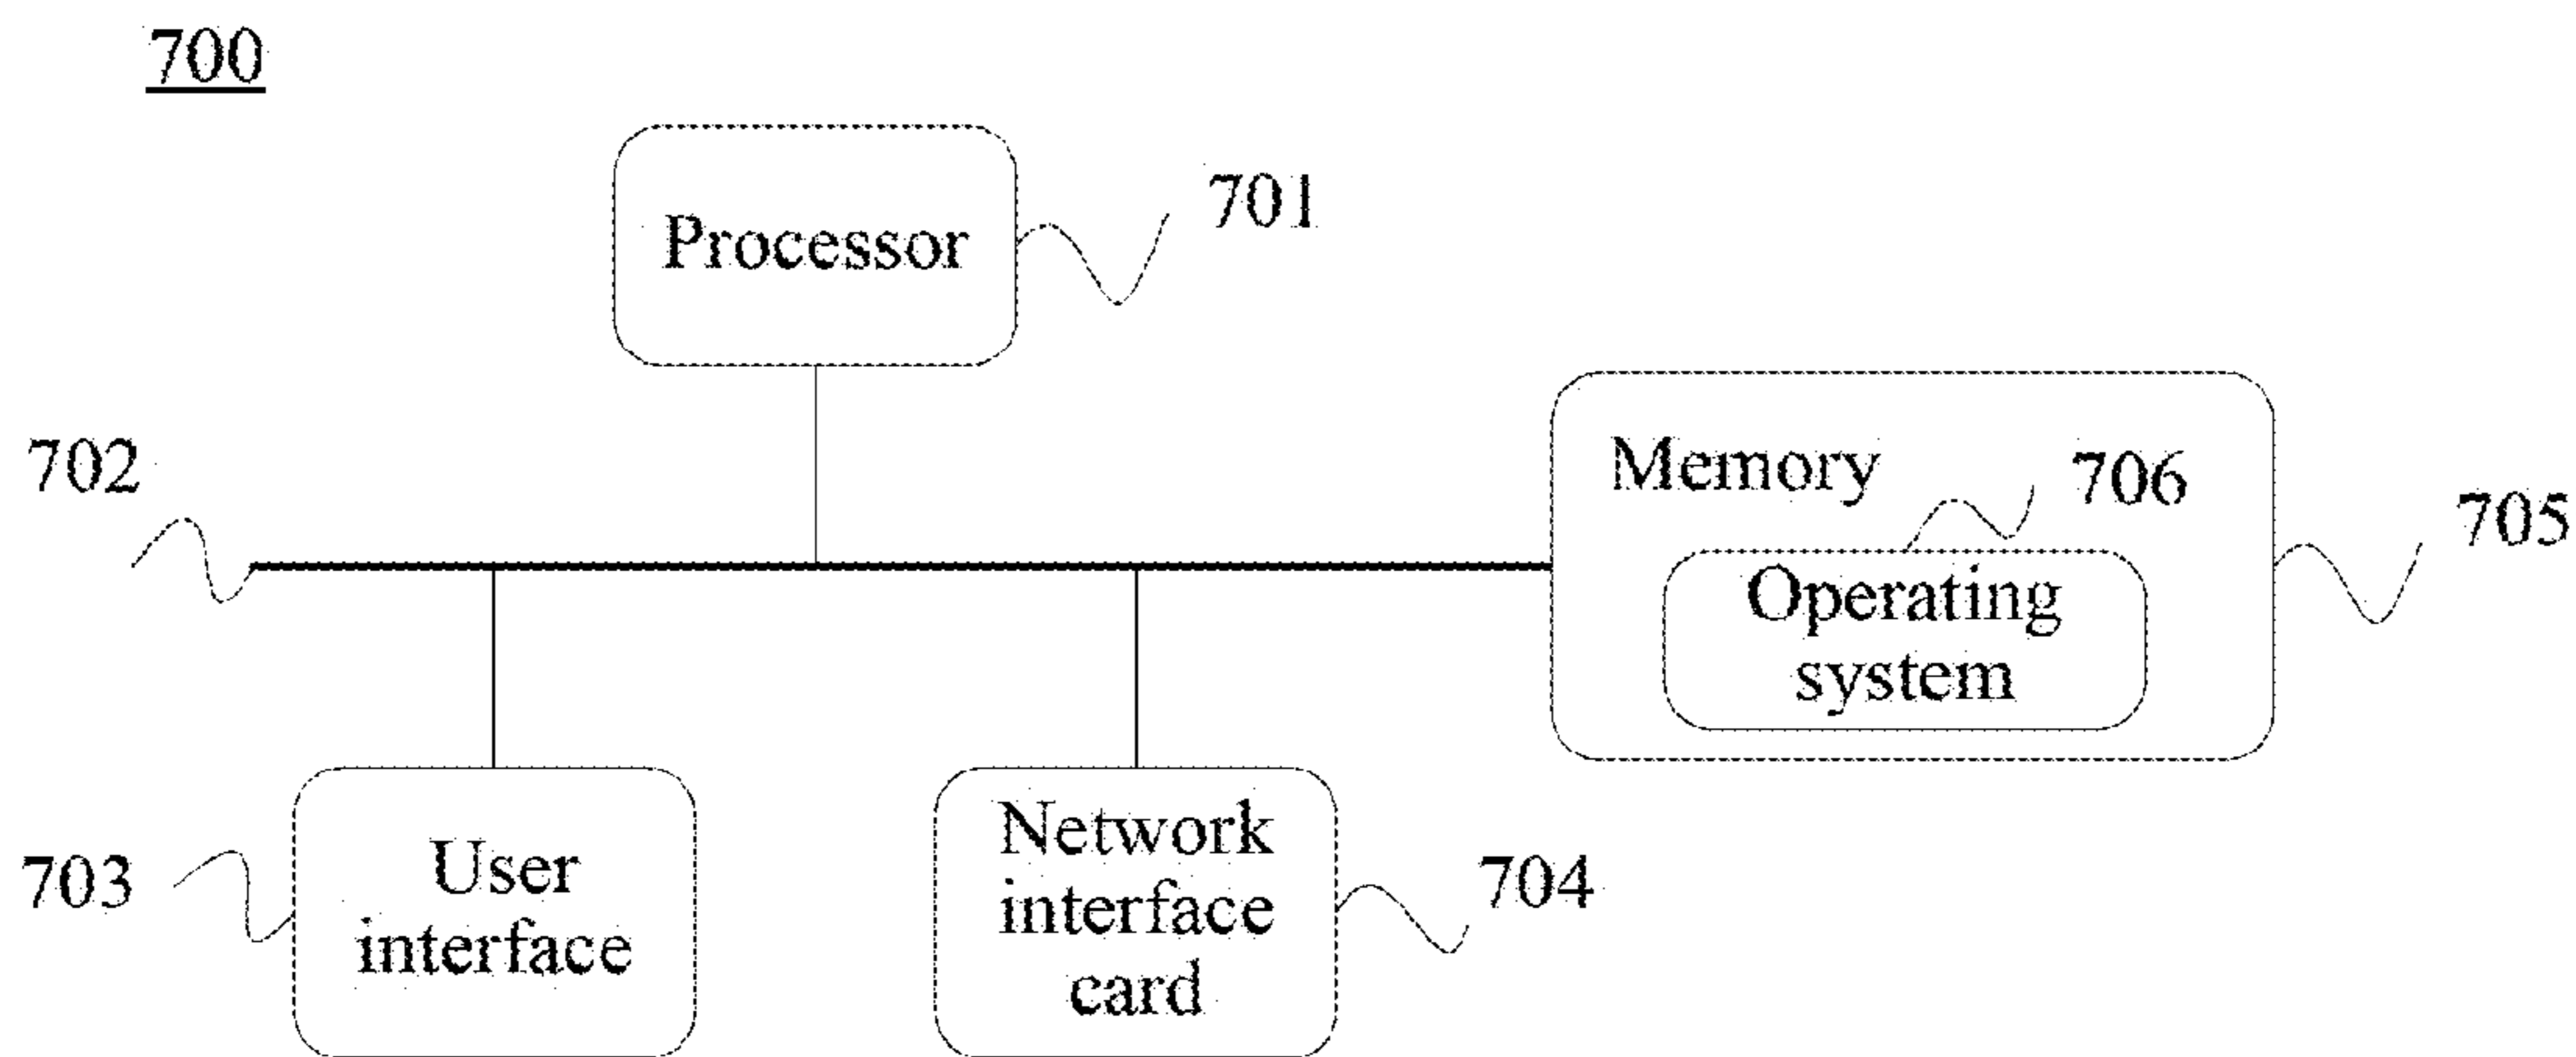 700
Processor
701
702
Memory
706
705
Operating
system
703
User
interface
Network
interface
card
704